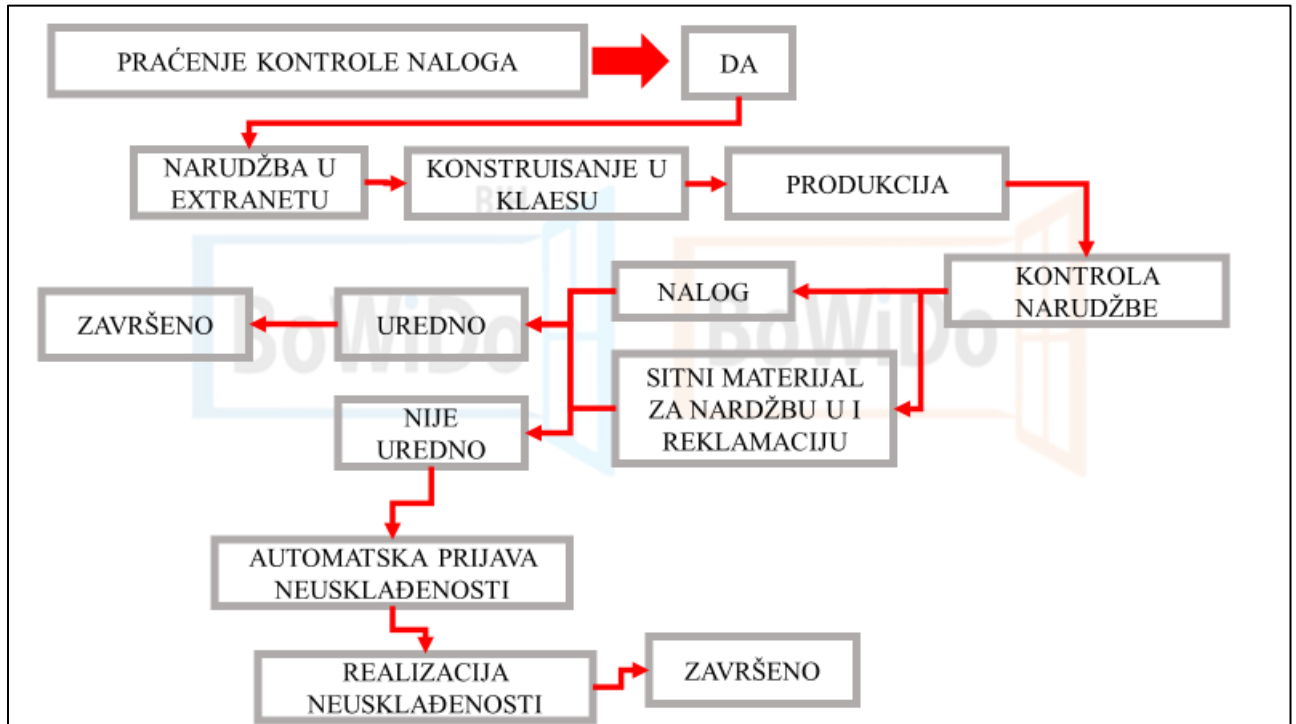 PRAĆENJE KONTROLE NALOGA
DA
NARUDŽBA U
EXTRANETU
KONSTRUISANJE U
KLAESU
PRODUKCIJA
BIH
KONTROLA
NARUDŽBE
NALOG
UREDNO
ZAVRŠENO
BoWiDo
BoWiDo
SITNI MATERIJAL
ZA NARDŽBU U I
REKLAMACIJU
NIJE
UREDNO
AUTOMATSKA PRIJAVA
NEUSKLAĐENOSTI
REALIZACIJA
NEUSKLAĐENOSTI
ZAVRŠENO